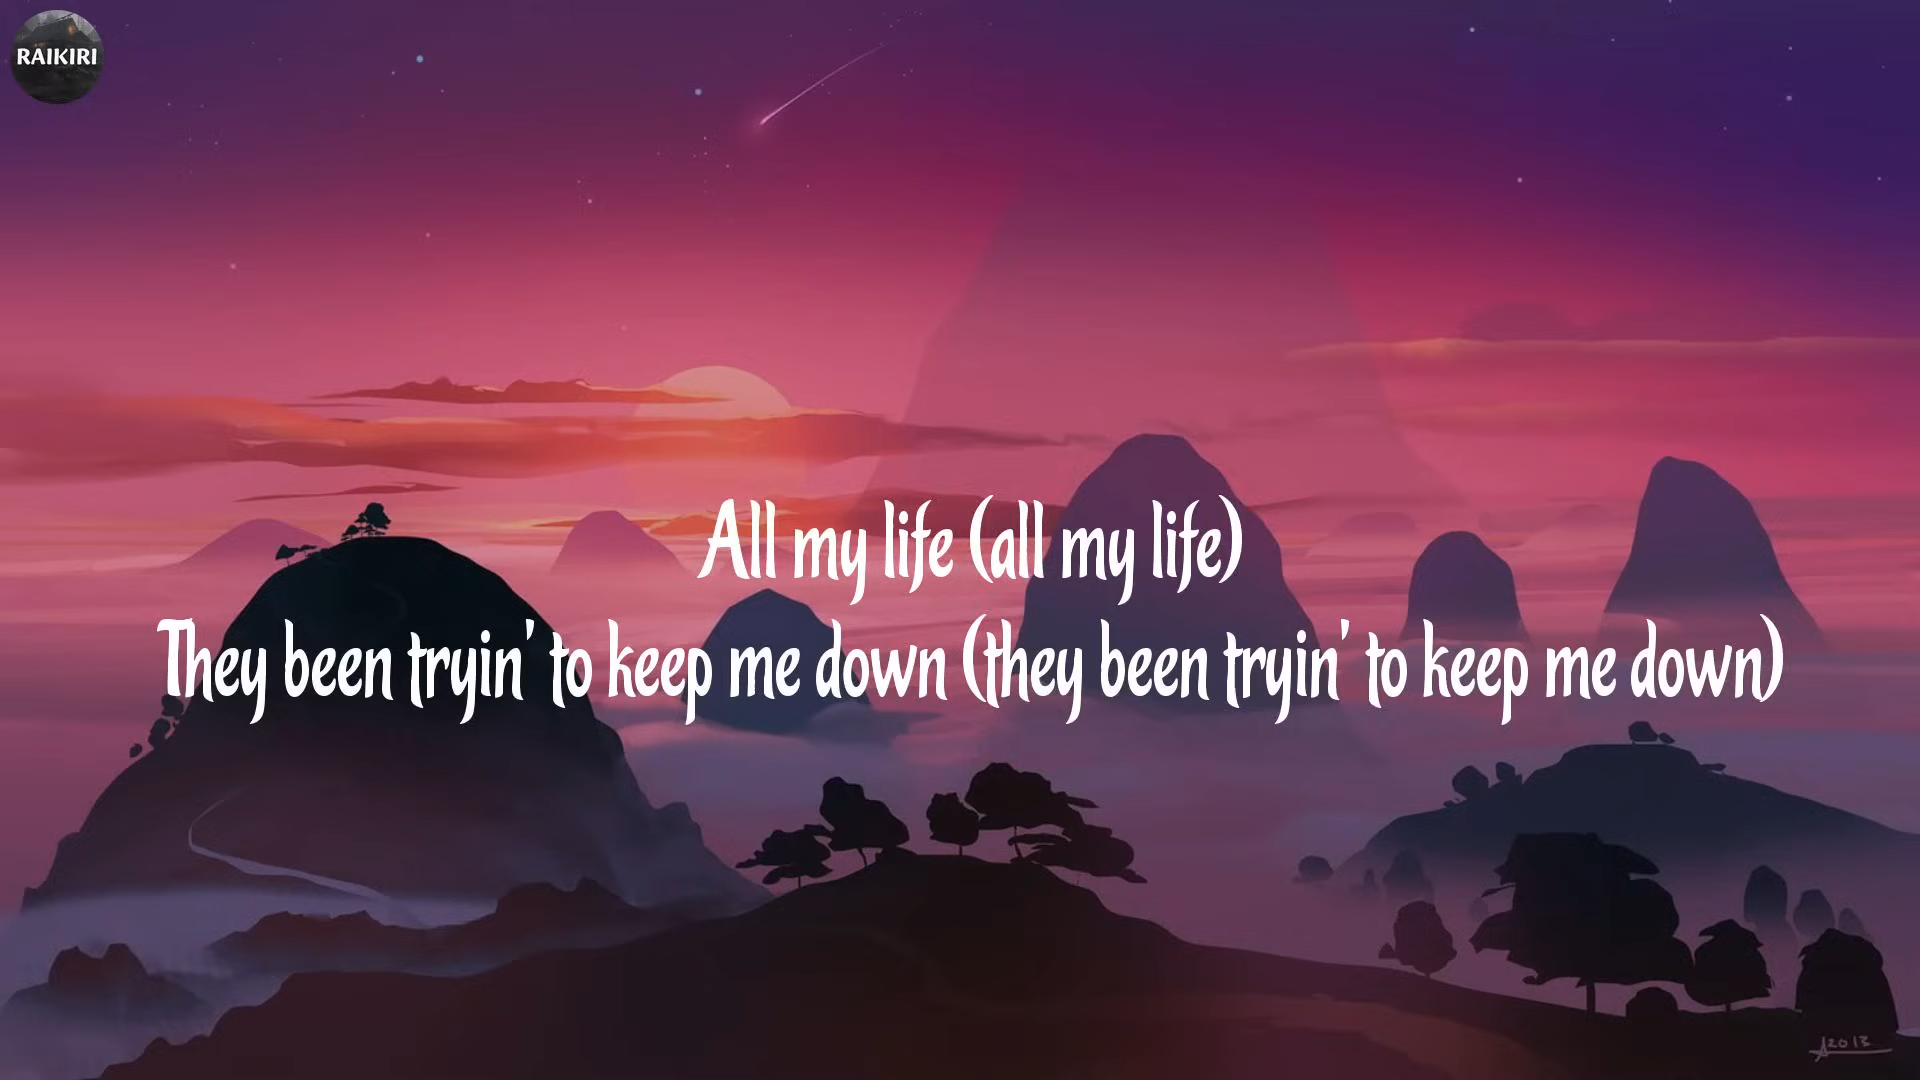 RAIKIRI
All my life (all my life)
They been tryin' to keep me down (they been tryin' to keep me down)
2013